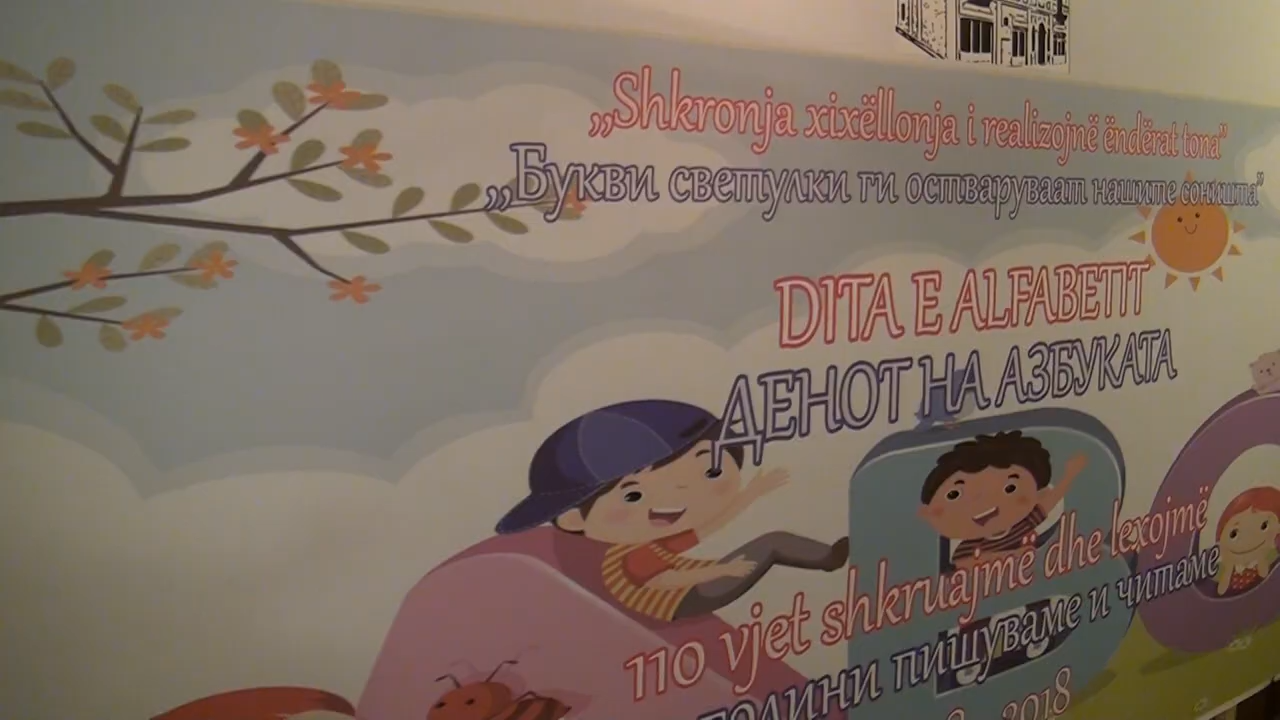 „Shkronja xixëllonja i realizojnë ëndërat tona"
„Букви светулки ги остваруваат нашите соништа"
DITA E ALFABETIT
ДЕНОТ НА АЗБУКАТА
110 vjet shkruajmë dhe lexojmë
години пишуваме и читаме
2018